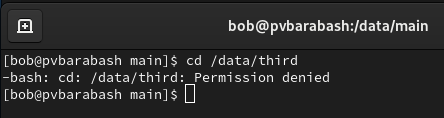 bob@pvbarabash:/data/main
[bob@pvbarabash main]$ cd /data/third
-bash: cd: /data/third: Permission denied
[bob@pvbarabash main]$